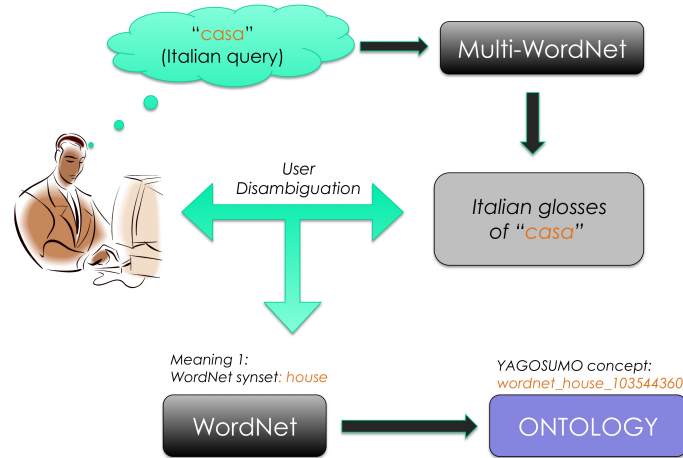 “casa”
(Italian query)
Multi-WordNet
User
Disambiguation
Italian glosses
of “casa”
Meaning 1:
WordNet synset: house
YAGOSUMO concept:
wordnet_house_103544360
WordNet
ONTOLOGY